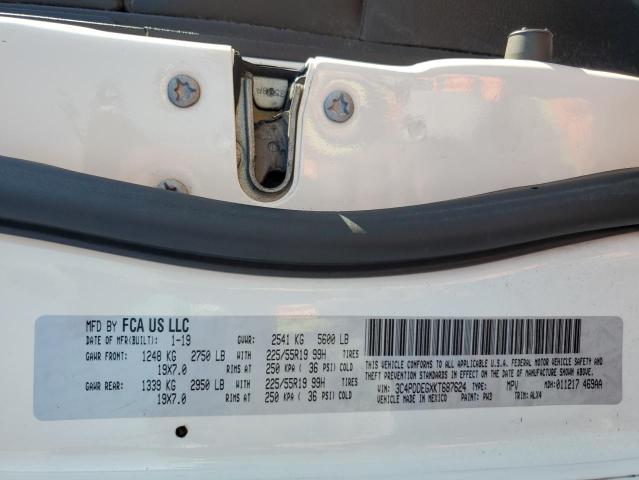 MFD BY FCA US LLC
DATE OF MFR(BUILT): 1-19 GVWR: 2541 KG 5600 LB
GAWR FRONT: 1248 KG 2750 LB WITH 225/55R19 99H TIRES
19X7.0 RIMS AT 250 KPA ( 36 PSI) COLD
GAWR REAR: 1339 KG 2950 LB WITH 225/55R19 99H TIRES
19X7.0 RIMS AT 250 KPA ( 36 PSI) COLD
THIS VEHICLE CONFORMS TO ALL APPLICABLE U.S.A. FEDERAL MOTOR VEHICLE SAFETY AND
THEFT PREVENTION STANDARDS IN EFFECT ON THE DATE OF MANUFACTURE SHOWN ABOVE.
VIN: 3C4PDDEGXKT687624 TYPE: MPV MDH: 011217 469AA
VEHICLE MADE IN MEXICO PAINT: PW3 TRIM: ALX4